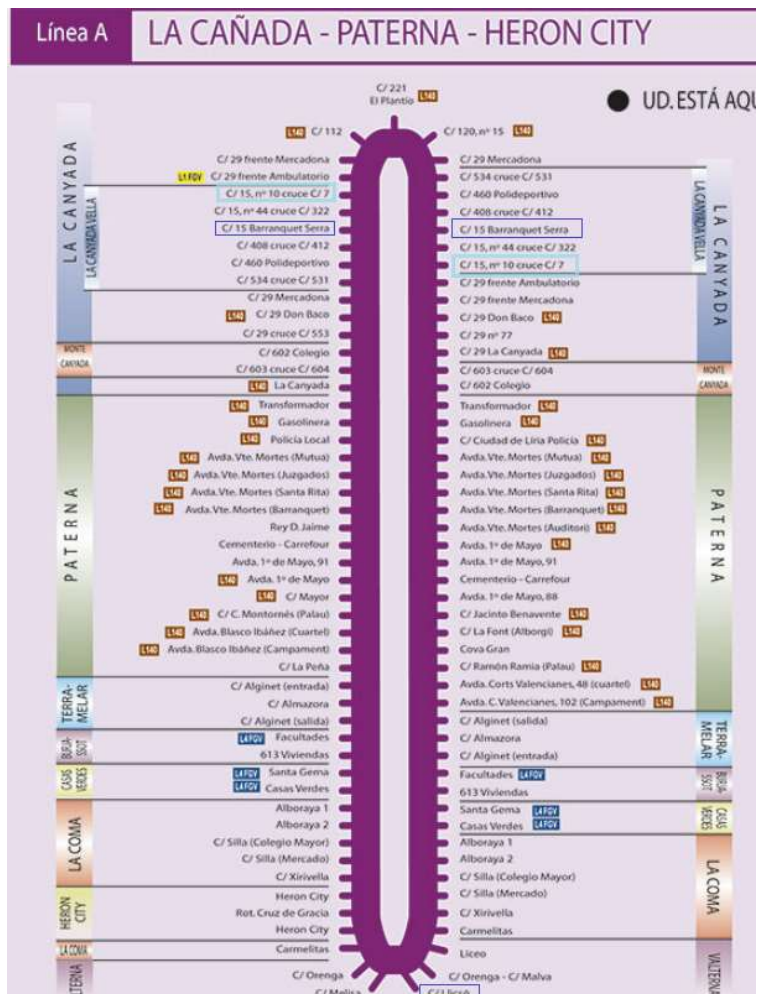 Línea A
LA CAÑADA - PATERNA - HERON CITY
C/ 221
El Plantío L140
UD. ESTÁ AQU
L140 C/ 112
C/ 120, nº 15 L140
C/ 29 frente Mercadona
L1 FGV C/ 29 frente Ambulatorio
C/ 15, nº 10 cruce C/ 7
C/ 15, nº 44 cruce C/ 322
C/ 15 Barranquet Serra
C/ 408 cruce C/ 412
C/ 460 Polideportivo
C/ 534 cruce C/ 531
C/ 29 Mercadona
L140 C/ 29 Don Baco
C/ 29 cruce C/ 553
C/ 602 Colegio
C/ 603 cruce C/ 604
L140 La Canyada
L140 Transformador
L140 Gasolinera
L140 Policía Local
L140 Avda. Vte. Mortes (Mutua)
L140 Avda. Vte. Mortes (Juzgados)
L140 Avda. Vte. Mortes (Santa Rita)
L140 Avda. Vte. Mortes (Barranquet)
Rey D. Jaime
Cementerio - Carrefour
Avda. 1º de Mayo, 91
L140 Avda. 1º de Mayo
L140 C/ Mayor
L140 C/ C. Montornés (Palau)
L140 Avda. Blasco Ibáñez (Cuartel)
L140 Avda. Blasco Ibáñez (Campament)
C/ La Peña
C/ Alginet (entrada)
C/ Almazora
C/ Alginet (salida)
L4 FGV Facultades
613 Viviendas
L4 FGV Santa Gema
L4 FGV Casas Verdes
Alboraya 1
Alboraya 2
C/ Silla (Colegio Mayor)
C/ Silla (Mercado)
C/ Xirivella
Heron City
Rot. Cruz de Gracia
Heron City
Carmelitas
C/ Orenga
C/ Melisa
LA CANYADA
LA CANYADA VELLA
MONTE
CANYADA
PATERNA
TERRA-
MELAR
BURJA-
SSOT
CASAS
VERDES
LA COMA
HERON
CITY
LA COMA
LTERNA
C/ 29 Mercadona
C/ 534 cruce C/ 531
C/ 460 Polideportivo
C/ 408 cruce C/ 412
C/ 15 Barranquet Serra
C/ 15, nº 44 cruce C/ 322
C/ 15, nº 10 cruce C/ 7
C/ 29 frente Ambulatorio
C/ 29 frente Mercadona
C/ 29 Don Baco L140
C/ 29 nº 77
C/ 29 La Canyada L140
C/ 603 cruce C/ 604
C/ 602 Colegio
Transformador L140
Gasolinera L140
C/ Ciudad de Liria Policía L140
Avda. Vte. Mortes (Mutua) L140
Avda. Vte. Mortes (Juzgados) L140
Avda. Vte. Mortes (Santa Rita) L140
Avda. Vte. Mortes (Barranquet) L140
Avda. Vte. Mortes (Auditori) L140
Avda. 1º de Mayo L140
Avda. 1º de Mayo, 91
Cementerio - Carrefour
Avda. 1º de Mayo, 88
C/ Jacinto Benavente L140
C/ La Font (Alborgi) L140
Cova Gran
C/ Ramón Ramia (Palau) L140
Avda. Corts Valencianes, 48 (cuartel) L140
Avda. C. Valencianes, 102 (Campament) L140
C/ Alginet (salida)
C/ Almazora
C/ Alginet (entrada)
Facultades L4 FGV
613 Viviendas
Santa Gema L4 FGV
Casas Verdes L4 FGV
Alboraya 1
Alboraya 2
C/ Silla (Colegio Mayor)
C/ Silla (Mercado)
C/ Xirivella
Carmelitas
Liceo
C/ Orenga - C/ Malva
LA CANYADA VELLA
LA CANYADA
MONTE
CANYADA
PATERNA
TERRA-
MELAR
BURJA-
SSOT
CASAS
VERDES
LA COMA
VALTERNA